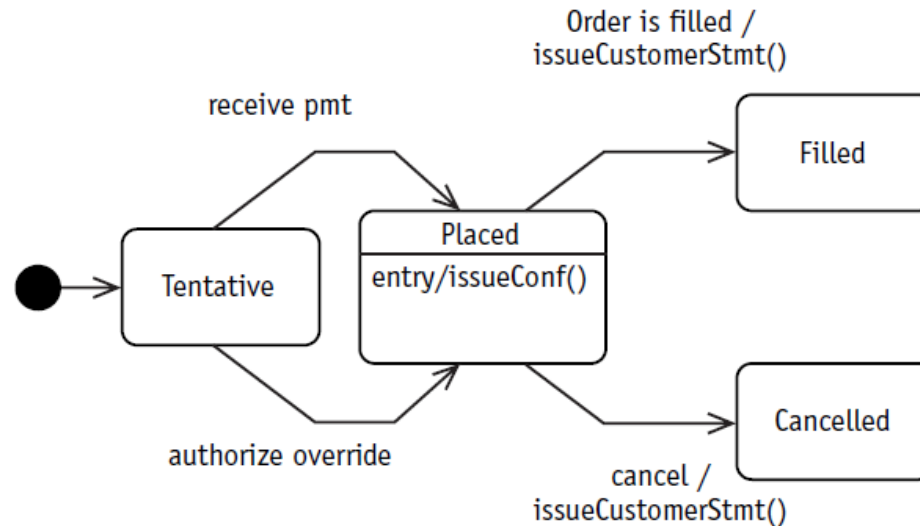 Order is filled /
issueCustomerStmt()
receive pmt
Filled
Placed
entry/issueConf()
Tentative
Cancelled
authorize override
cancel /
issueCustomerStmt()